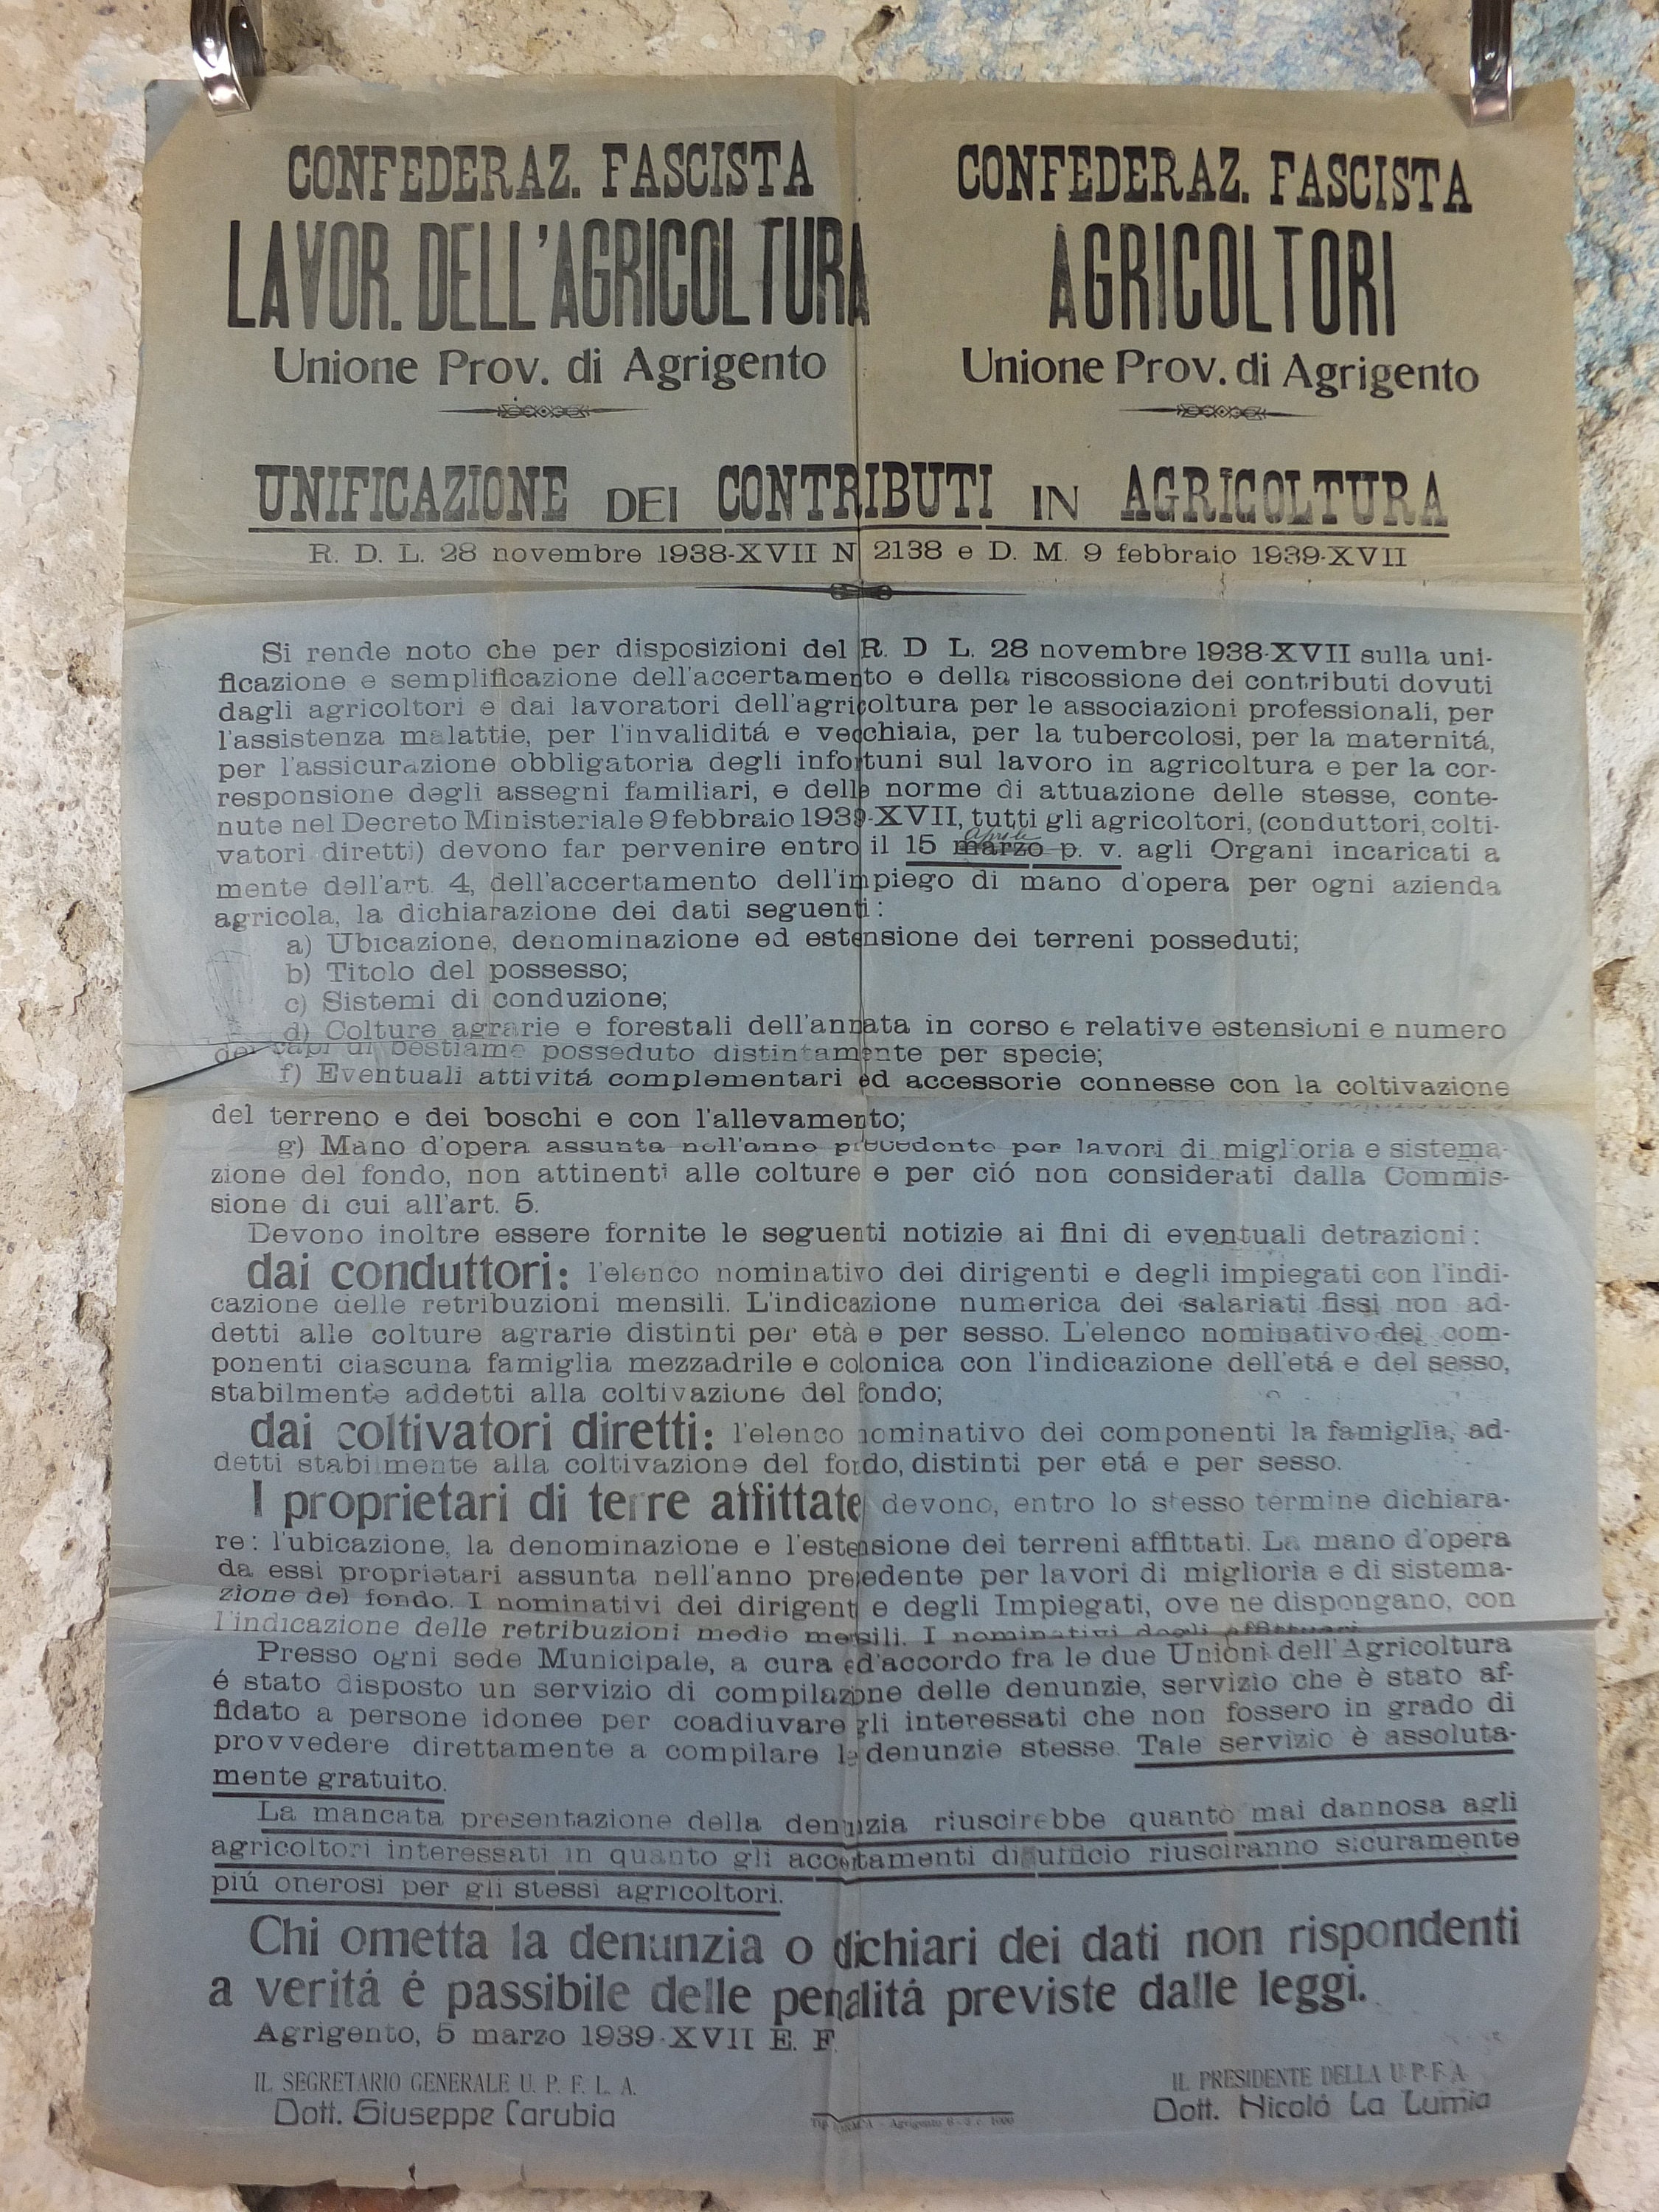 CONFEDERAZ. FASCISTA
LAVOR. DELL'AGRICOLTURA
Unione Prov. di Agrigento
CONFEDERAZ. FASCISTA
AGRICOLTORI
Unione Prov. di Agrigento
UNIFICAZIONE DEI CONTRIBUTI IN AGRICOLTURA
R. D. L. 28 novembre 1938-XVII N 2138 e D. M. 9 febbraio 1939-XVII
Si rende noto che per disposizioni del R. D L. 28 novembre 1938-XVII sulla uni-
ficazione e semplificazione dell'accertamento e della riscossione dei contributi dovuti
dagli agricoltori e dai lavoratori dell'agricoltura per le associazioni professionali, per
l'assistenza malattie, per l'invaliditá e vecchiaia, per la tubercolosi, per la maternitá,
per l'assicurazione obbligatoria degli infortuni sul lavoro in agricoltura e per la cor-
responsione degli assegni familiari, e delle norme di attuazione delle stesse, conte-
nute nel Decreto Ministeriale 9 febbraio 1939-XVII, tutti gli agricoltori, (conduttori, colti-
aprile
vatori diretti) devono far pervenire entro il 15 marzo p. v. agli Organi incaricati a
mente dell'art. 4, dell'accertamento dell'impiego di mano d'opera per ogni azienda
agricola, la dichiarazione dei dati seguenti:
a) Ubicazione, denominazione ed estensione dei terreni posseduti;
b) Titolo del possesso;
c) Sistemi di conduzione;
d) Colture agrarie e forestali dell'annata in corso e relative estensioni e numero
dei capi di bestiame posseduto distintamente per specie;
f) Eventuali attivitá complementari ed accessorie connesse con la coltivazione
del terreno e dei boschi e con l'allevamento;
g) Mano d'opera assunta nell'anno precedente per lavori di miglioria e sistema-
zione del fondo, non attinenti alle colture e per ció non considerati dalla Commis-
sione di cui all'art. 5.
Devono inoltre essere fornite le seguenti notizie ai fini di eventuali detrazioni:
dai conduttori: l'elenco nominativo dei dirigenti e degli impiegati con l'indi-
cazione delle retribuzioni mensili. L'indicazione numerica dei salariati fissi non ad-
detti alle colture agrarie distinti per età e per sesso. L'elenco nominativo dei com-
ponenti ciascuna famiglia mezzadrile e colonica con l'indicazione dell'etá e del sesso,
stabilmente addetti alla coltivazione del fondo;
dai coltivatori diretti: l'elenco nominativo dei componenti la famiglia, ad-
detti stabilmente alla coltivazione del fondo, distinti per etá e per sesso.
I proprietari di terre affittate devono, entro lo stesso termine dichiara-
re: l'ubicazione, la denominazione e l'estensione dei terreni affittati. La mano d'opera
da essi proprietari assunta nell'anno precedente per lavori di miglioria e di sistema-
zione del fondo. I nominativi dei dirigenti e degli Impiegati, ove ne dispongano, con
l'indicazione delle retribuzioni medie mensili. I nominativi degli affittuari.
Presso ogni sede Municipale, a cura e d'accordo fra le due Unioni dell'Agricoltura
é stato disposto un servizio di compilazione delle denunzie, servizio che è stato af-
fidato a persone idonee per coadiuvare gli interessati che non fossero in grado di
provvedere direttamente a compilare le denunzie stesse. Tale servizio è assoluta-
mente gratuito.
La mancata presentazione della denunzia riuscirebbe quanto mai dannosa agli
agricoltori interessati in quanto gli accertamenti di ufficio riusciranno sicuramente
piú onerosi per gli stessi agricoltori.
Chi ometta la denunzia o dichiari dei dati non rispondenti
a veritá é passibile delle penalitá previste dalle leggi.
Agrigento, 5 marzo 1939-XVII E. F.
IL SEGRETARIO GENERALE U. P. F. L. A.
Dott. Giuseppe Carubia
IL PRESIDENTE DELLA U. P. F. A.
Dott. Nicoló La Lumia
Agrigento